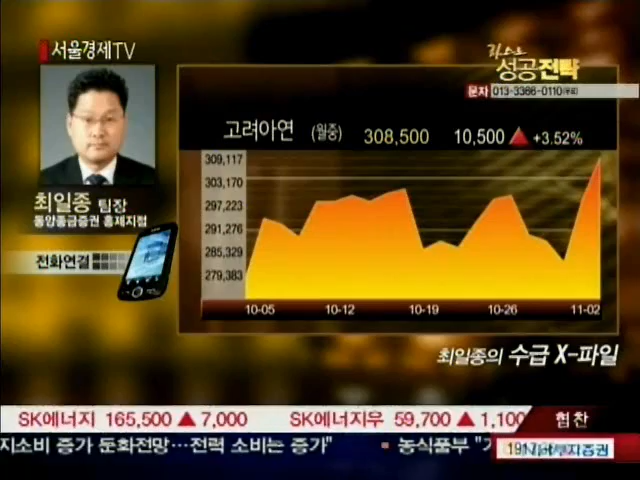 서울경제TV
성공전략
문자 013-3366-0110(무료)
고려아연 (월중) 308,500 10,500 ▲ +3.52%
309,117
303,170
297,223
291,276
285,329
279,383
10-05 10-12 10-19 10-26 11-02
최일종 팀장
동양종금증권 홍제지점
전화연결
최일종의 수급 X-파일
SK에너지 165,500 ▲ 7,000 SK에너지우 59,700 ▲ 1,100 힘찬
지소비 증가 둔화전망…전력 소비는 증가" ▪ 농식품부